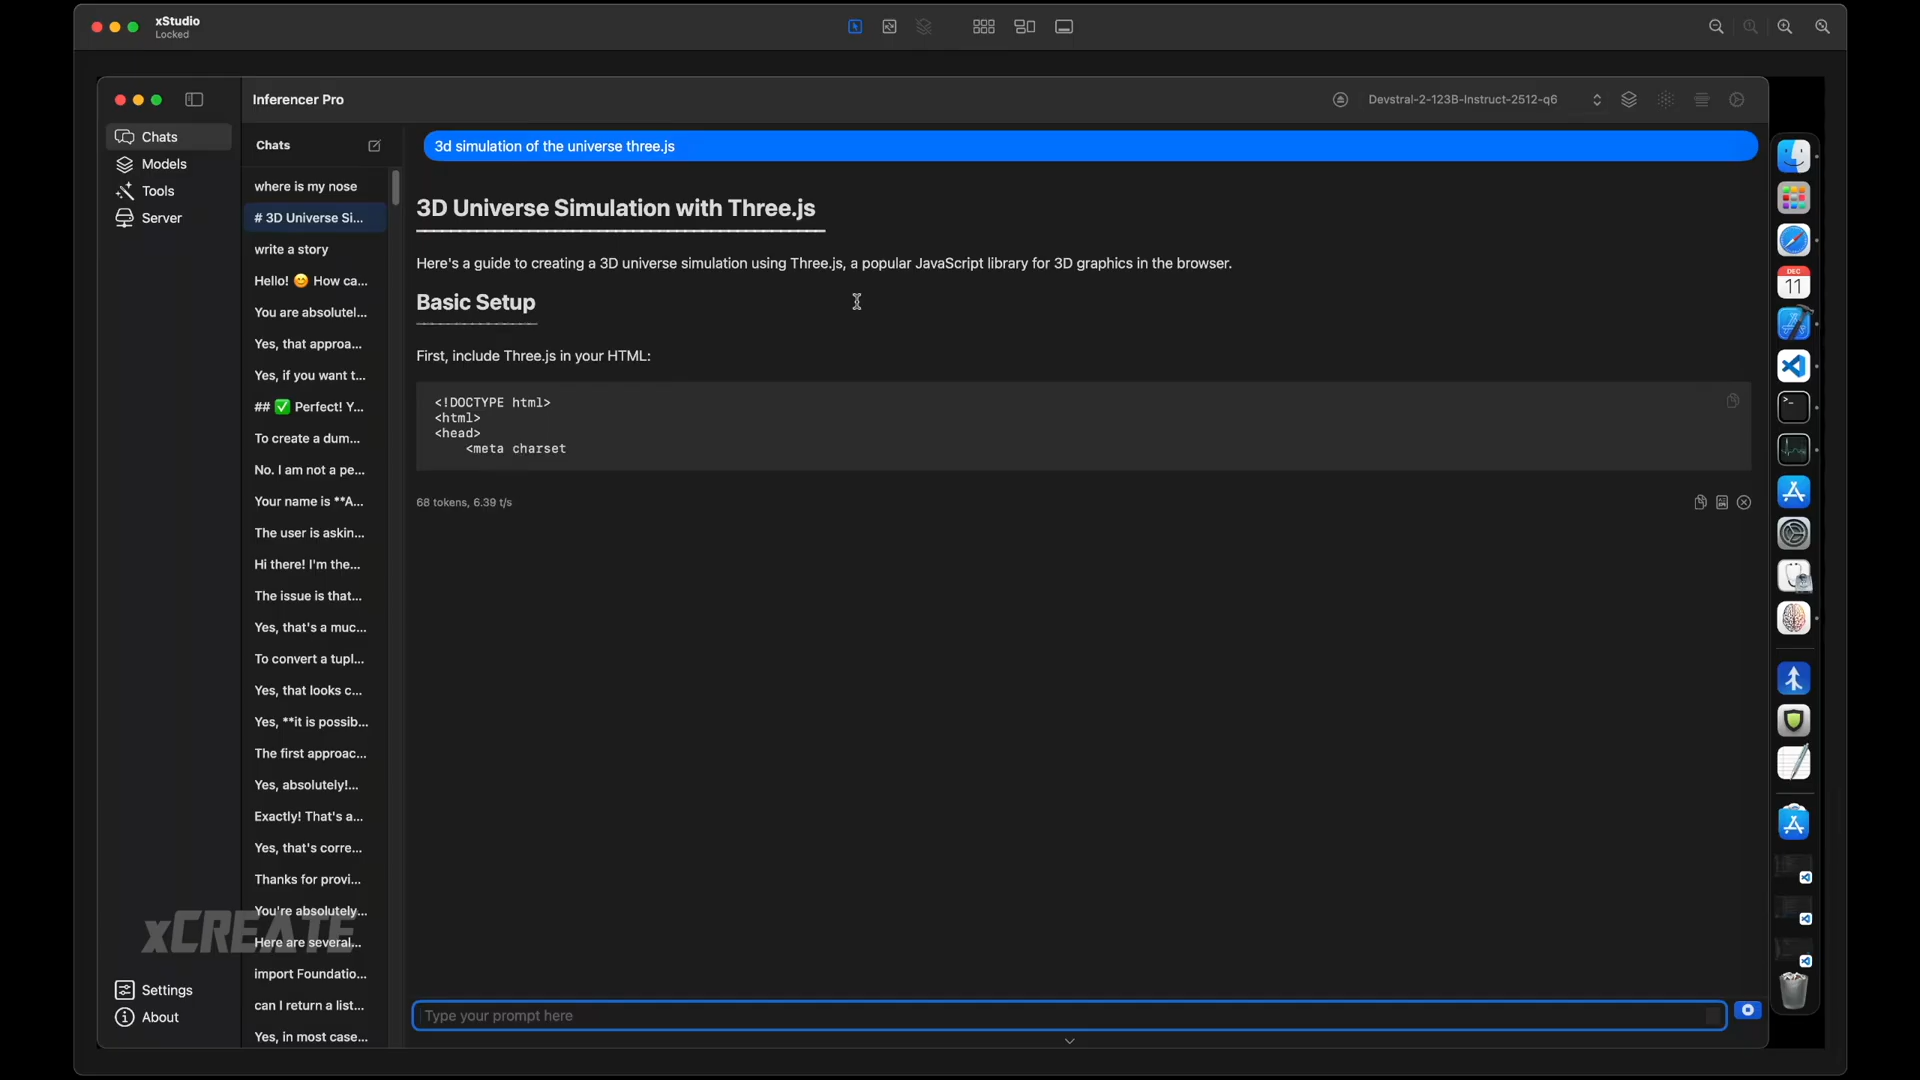 xStudio
Locked
Inferencer Pro
Devstral-2-123B-Instruct-2512-q6
Chats
Models
Tools
Server
Settings
About
Chats
where is my nose
# 3D Universe Si...
write a story
Hello! 😊 How ca...
You are absolutel...
Yes, that approa...
Yes, if you want t...
## ✅ Perfect! Y...
To create a dum...
No. I am not a pe...
Your name is **A...
The user is askin...
Hi there! I'm the...
The issue is that...
Yes, that's a muc...
To convert a tupl...
Yes, that looks c...
Yes, **it is possib...
The first approac...
Yes, absolutely!...
Exactly! That's a...
Yes, that's corre...
Thanks for provi...
You're absolutely...
Here are several...
import Foundatio...
can I return a list...
Yes, in most case...
xCREATE
3d simulation of the universe three.js
3D Universe Simulation with Three.js
Here's a guide to creating a 3D universe simulation using Three.js, a popular JavaScript library for 3D graphics in the browser.
Basic Setup
First, include Three.js in your HTML:
<!DOCTYPE html>
<html>
<head>
    <meta charset
68 tokens, 6.39 t/s
Type your prompt here
DEC
11